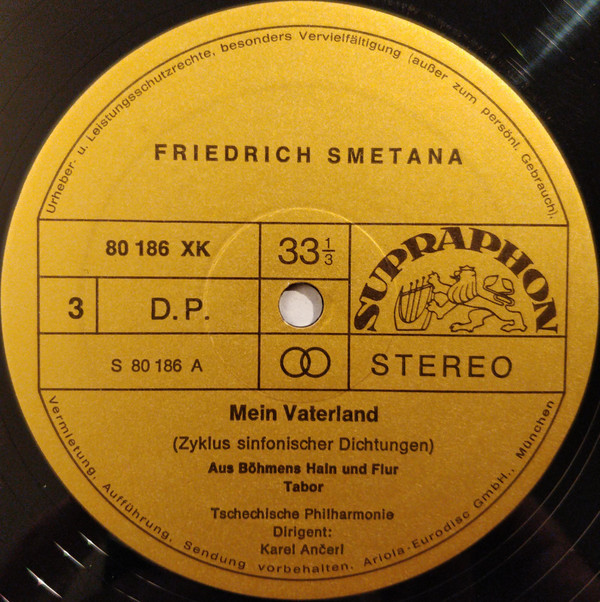 Urheber- u. Leistungsschutzrechte, besonders Vervielfältigung (außer zum persönl. Gebrauch).
FRIEDRICH SMETANA
80 186 XK
33 1/3
SUPRAPHON
3
D.P.
S 80 186 A
STEREO
Mein Vaterland
(Zyklus sinfonischer Dichtungen)
Aus Böhmens Hain und Flur
Tabor
Tschechische Philharmonie
Dirigent:
Karel Ančerl
Vermietung, Aufführung, Sendung vorbehalten. Ariola-Eurodisc GmbH., München